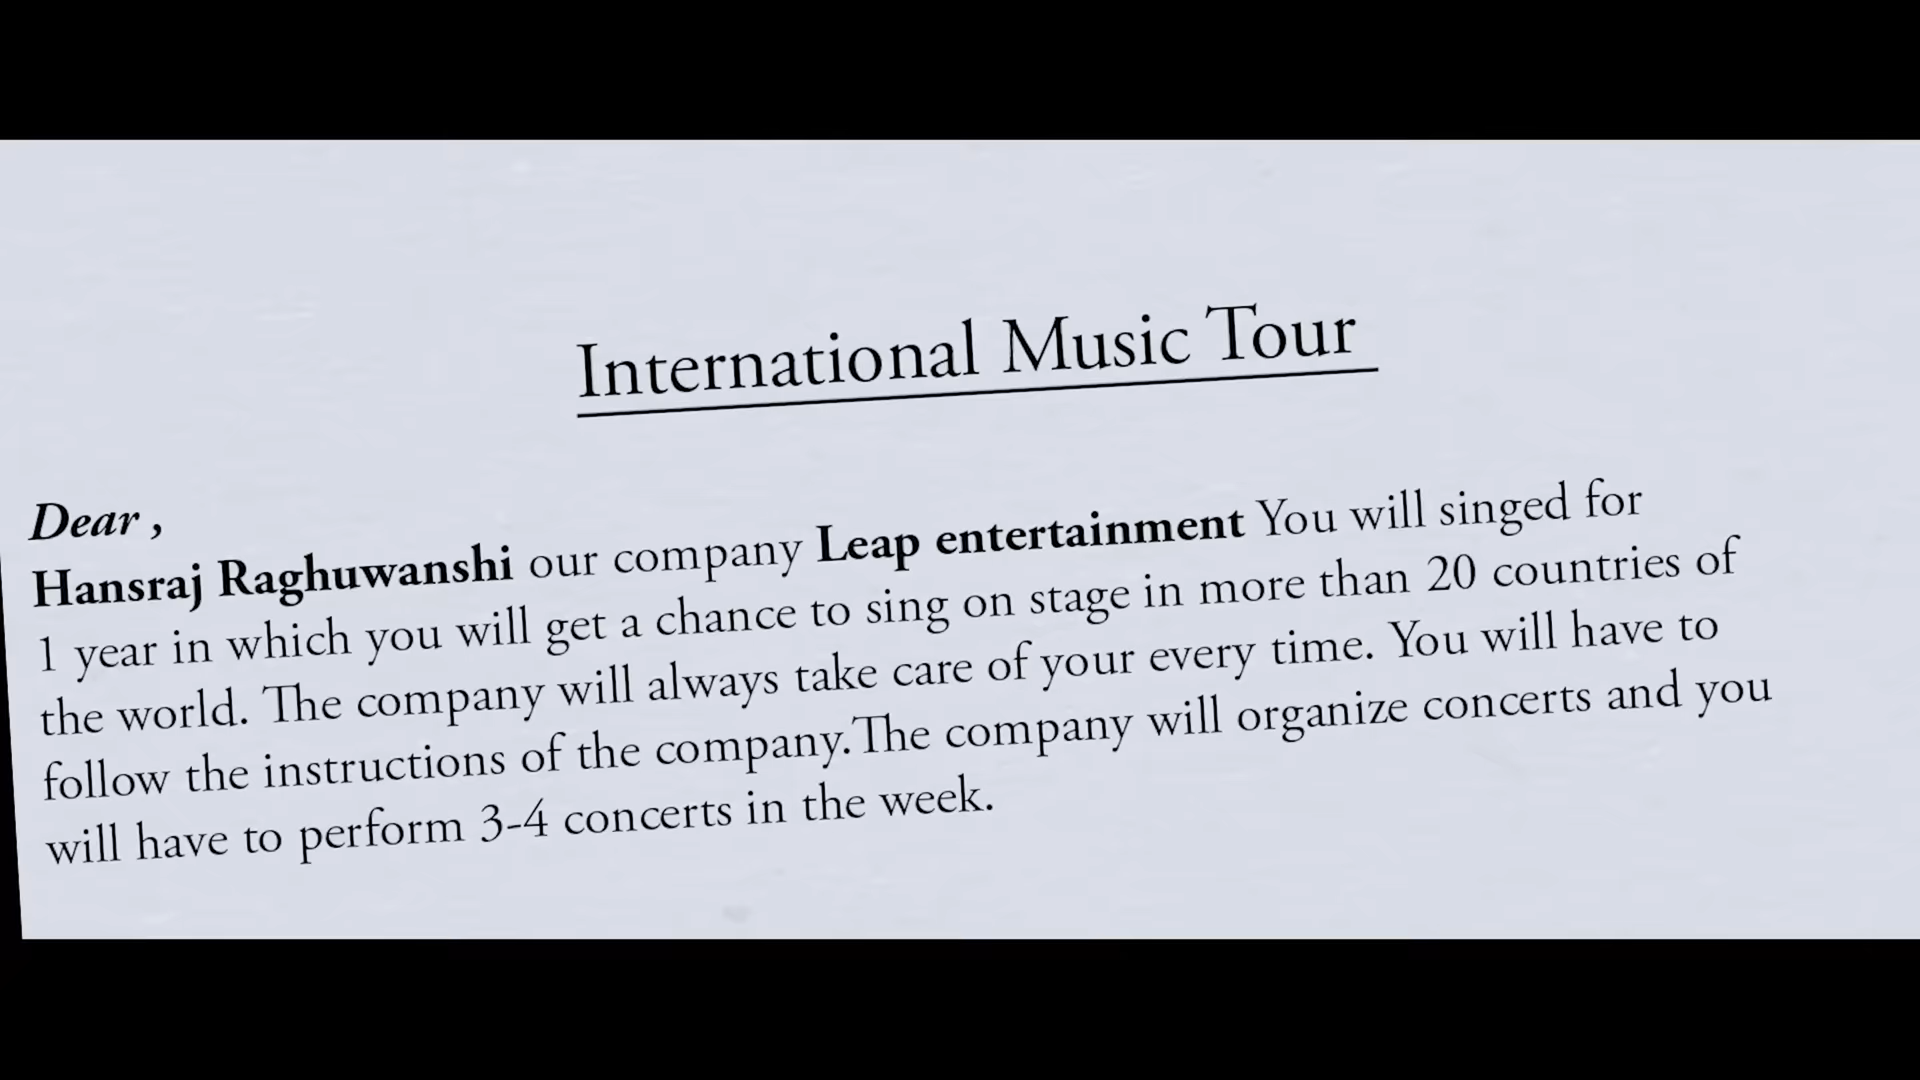 International Music Tour
Dear ,
Hansraj Raghuwanshi our company Leap entertainment You will singed for
1 year in which you will get a chance to sing on stage in more than 20 countries of
the world. The company will always take care of your every time. You will have to
follow the instructions of the company.The company will organize concerts and you
will have to perform 3-4 concerts in the week.